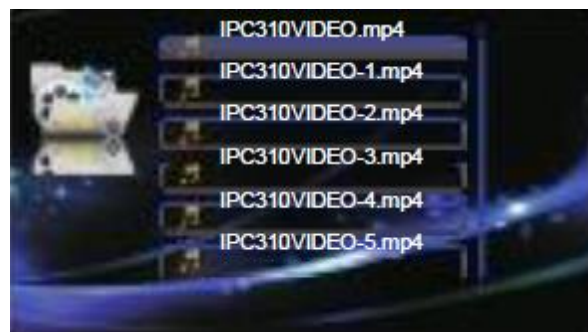 IPC310VIDEO.mp4
IPC310VIDEO-1.mp4
IPC310VIDEO-2.mp4
IPC310VIDEO-3.mp4
IPC310VIDEO-4.mp4
IPC310VIDEO-5.mp4